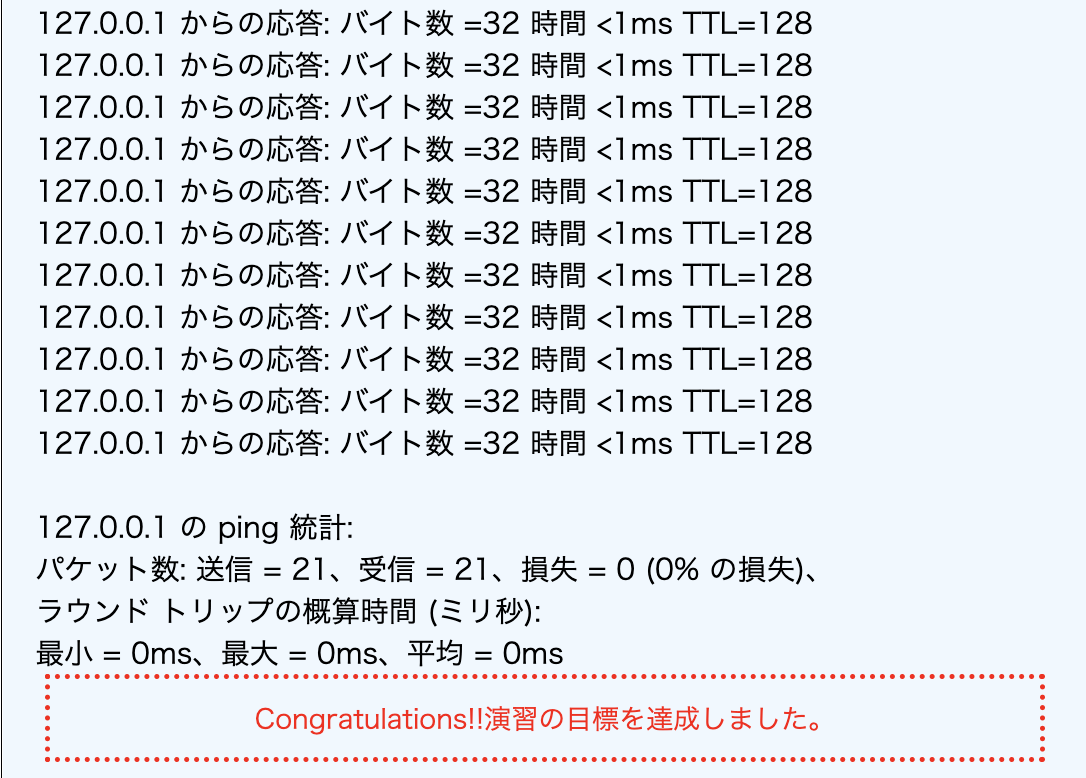 127.0.0.1 からの応答: バイト数 =32 時間 <1ms TTL=128
127.0.0.1 からの応答: バイト数 =32 時間 <1ms TTL=128
127.0.0.1 からの応答: バイト数 =32 時間 <1ms TTL=128
127.0.0.1 からの応答: バイト数 =32 時間 <1ms TTL=128
127.0.0.1 からの応答: バイト数 =32 時間 <1ms TTL=128
127.0.0.1 からの応答: バイト数 =32 時間 <1ms TTL=128
127.0.0.1 からの応答: バイト数 =32 時間 <1ms TTL=128
127.0.0.1 からの応答: バイト数 =32 時間 <1ms TTL=128
127.0.0.1 からの応答: バイト数 =32 時間 <1ms TTL=128
127.0.0.1 からの応答: バイト数 =32 時間 <1ms TTL=128
127.0.0.1 からの応答: バイト数 =32 時間 <1ms TTL=128
127.0.0.1 の ping 統計:
パケット数: 送信 = 21、受信 = 21、損失 = 0 (0% の損失)、
ラウンド トリップの概算時間 (ミリ秒):
最小 = 0ms、最大 = 0ms、平均 = 0ms
Congratulations!!演習の目標を達成しました。